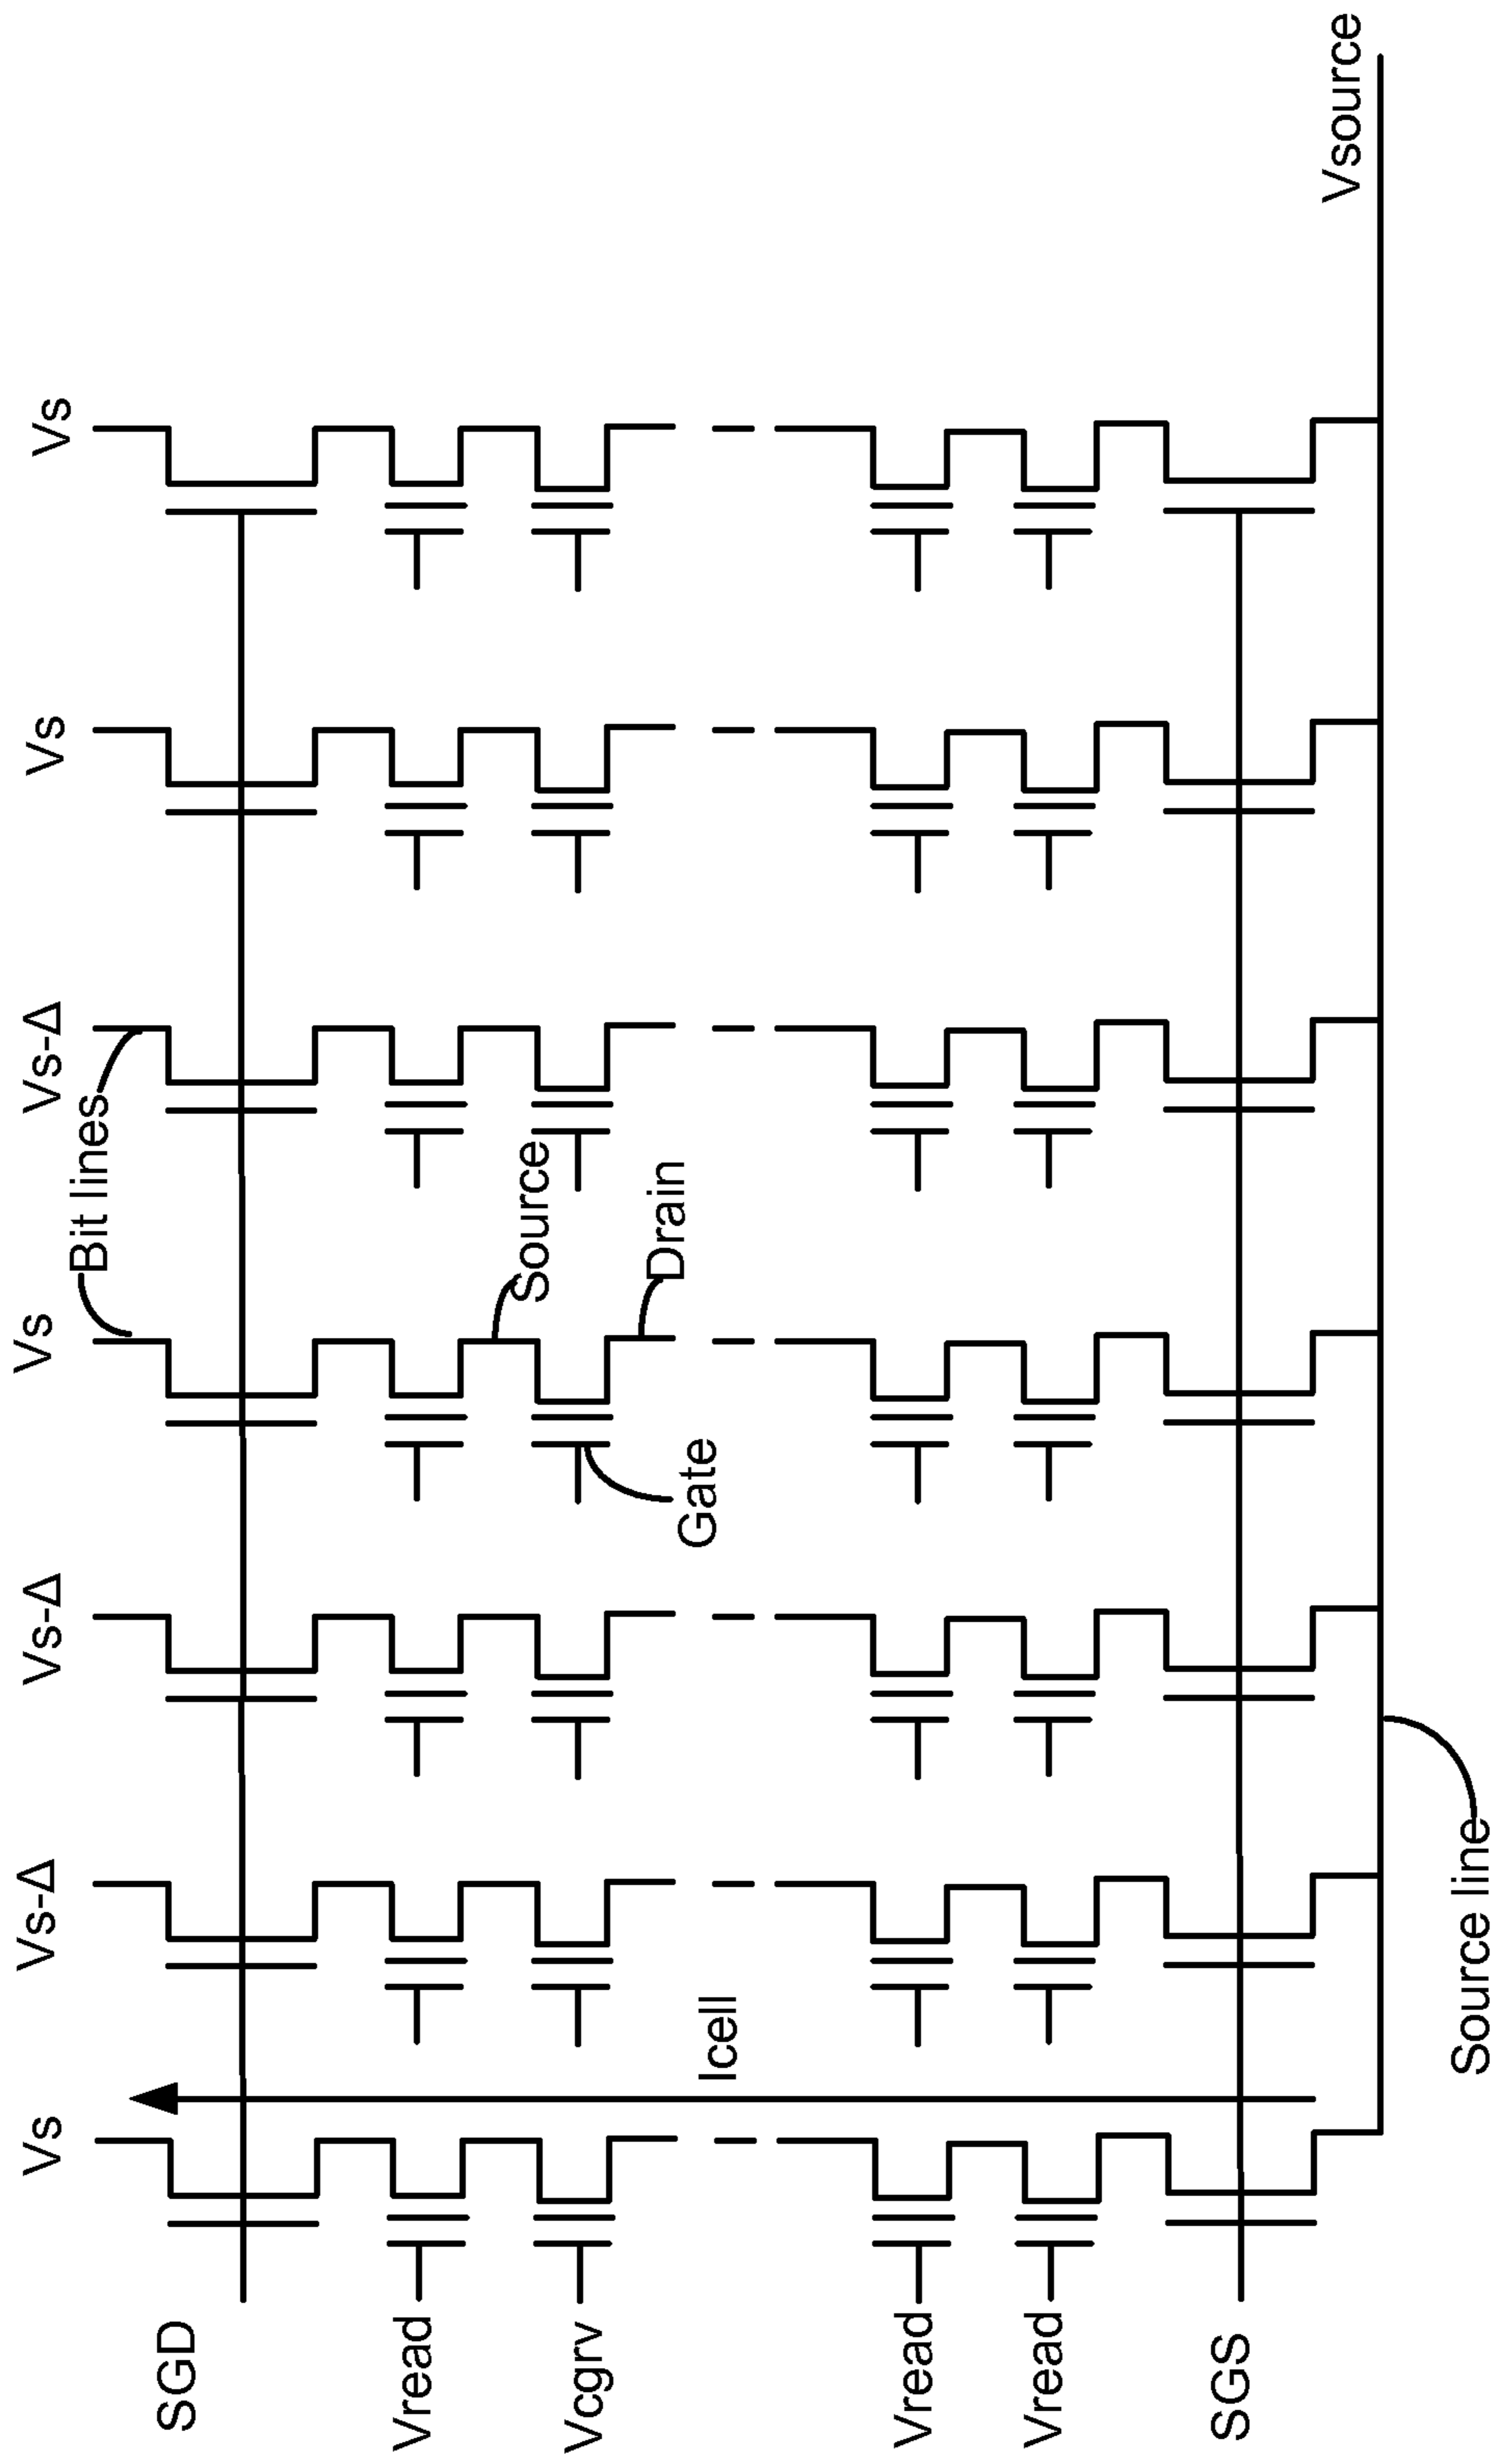 Vs
Vs-Δ
Vs-Δ
Vs
Vs-Δ
Vs
Vs
Bit lines
SGD
Vread
Source
Vcgrv
Drain
Gate
Icell
Vread
Vread
SGS
Vsource
Source line